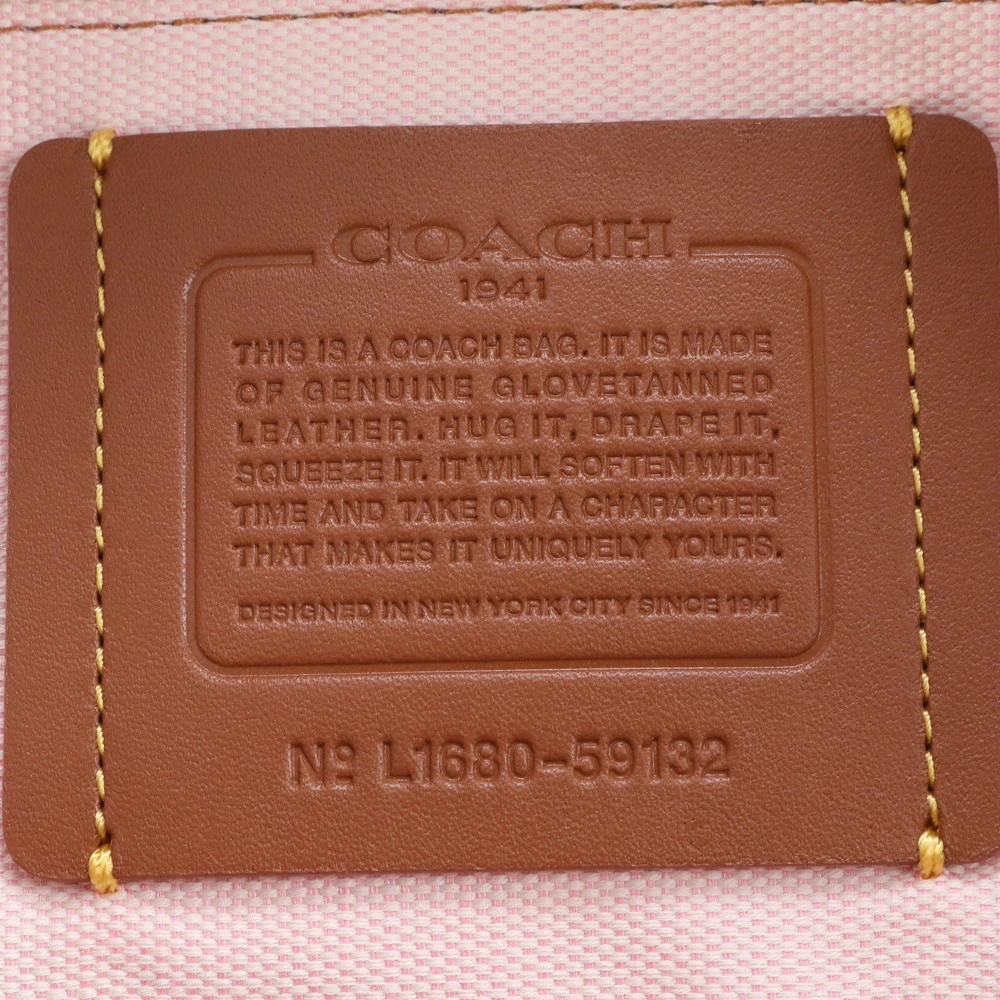 COACH
1941
THIS IS A COACH BAG. IT IS MADE
OF GENUINE GLOVETANNED
LEATHER. HUG IT, DRAPE IT,
SQUEEZE IT. IT WILL SOFTEN WITH
TIME AND TAKE ON A CHARACTER
THAT MAKES IT UNIQUELY YOURS.
DESIGNED IN NEW YORK CITY SINCE 1941
Nº L1680-59132